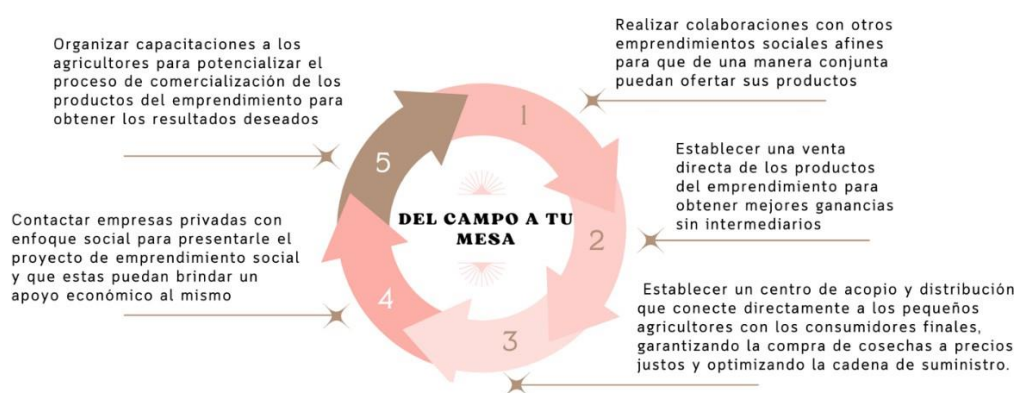 Realizar colaboraciones con otros
emprendimientos sociales afines
para que de una manera conjunta
puedan ofertar sus productos
1
Establecer una venta
directa de los productos
del emprendimiento para
obtener mejores ganancias
sin intermediarios
2
Establecer un centro de acopio y distribución
que conecte directamente a los pequeños
agricultores con los consumidores finales,
garantizando la compra de cosechas a precios
justos y optimizando la cadena de suministro.
3
Contactar empresas privadas con
enfoque social para presentarle el
proyecto de emprendimiento social
y que estas puedan brindar un
apoyo económico al mismo
4
Organizar capacitaciones a los
agricultores para potencializar el
proceso de comercialización de los
productos del emprendimiento para
obtener los resultados deseados
5
DEL CAMPO A TU
MESA